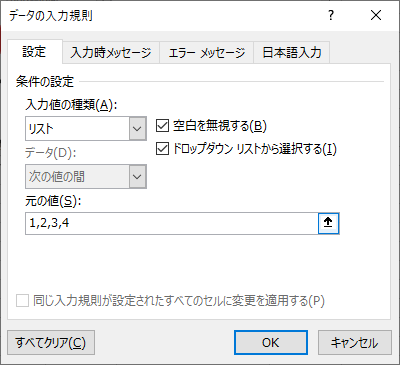 データの入力規則 ? ×
設定 入力時メッセージ エラー メッセージ 日本語入力
条件の設定
入力値の種類(A):
リスト 空白を無視する(B)
データ(D): ドロップダウン リストから選択する(I)
次の値の間
元の値(S):
1,2,3,4
同じ入力規則が設定されたすべてのセルに変更を適用する(P)
すべてクリア(C) OK キャンセル